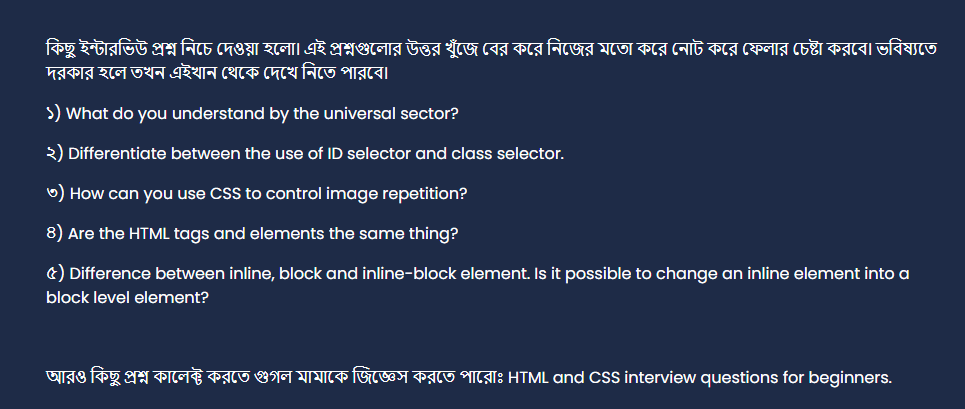 কিছু ইন্টারভিউ প্রশ্ন নিচে দেওয়া হলো। এই প্রশ্নগুলোর উত্তর খুঁজে বের করে নিজের মতো করে নোট করে ফেলার চেষ্টা করবে। ভবিষ্যতে
দরকার হলে তখন এইখান থেকে দেখে নিতে পারবে।
১) What do you understand by the universal sector?
২) Differentiate between the use of ID selector and class selector.
৩) How can you use CSS to control image repetition?
৪) Are the HTML tags and elements the same thing?
৫) Difference between inline, block and inline-block element. Is it possible to change an inline element into a
block level element?
আরও কিছু প্রশ্ন কালেক্ট করতে গুগল মামাকে জিজ্ঞেস করতে পারোঃ HTML and CSS interview questions for beginners.